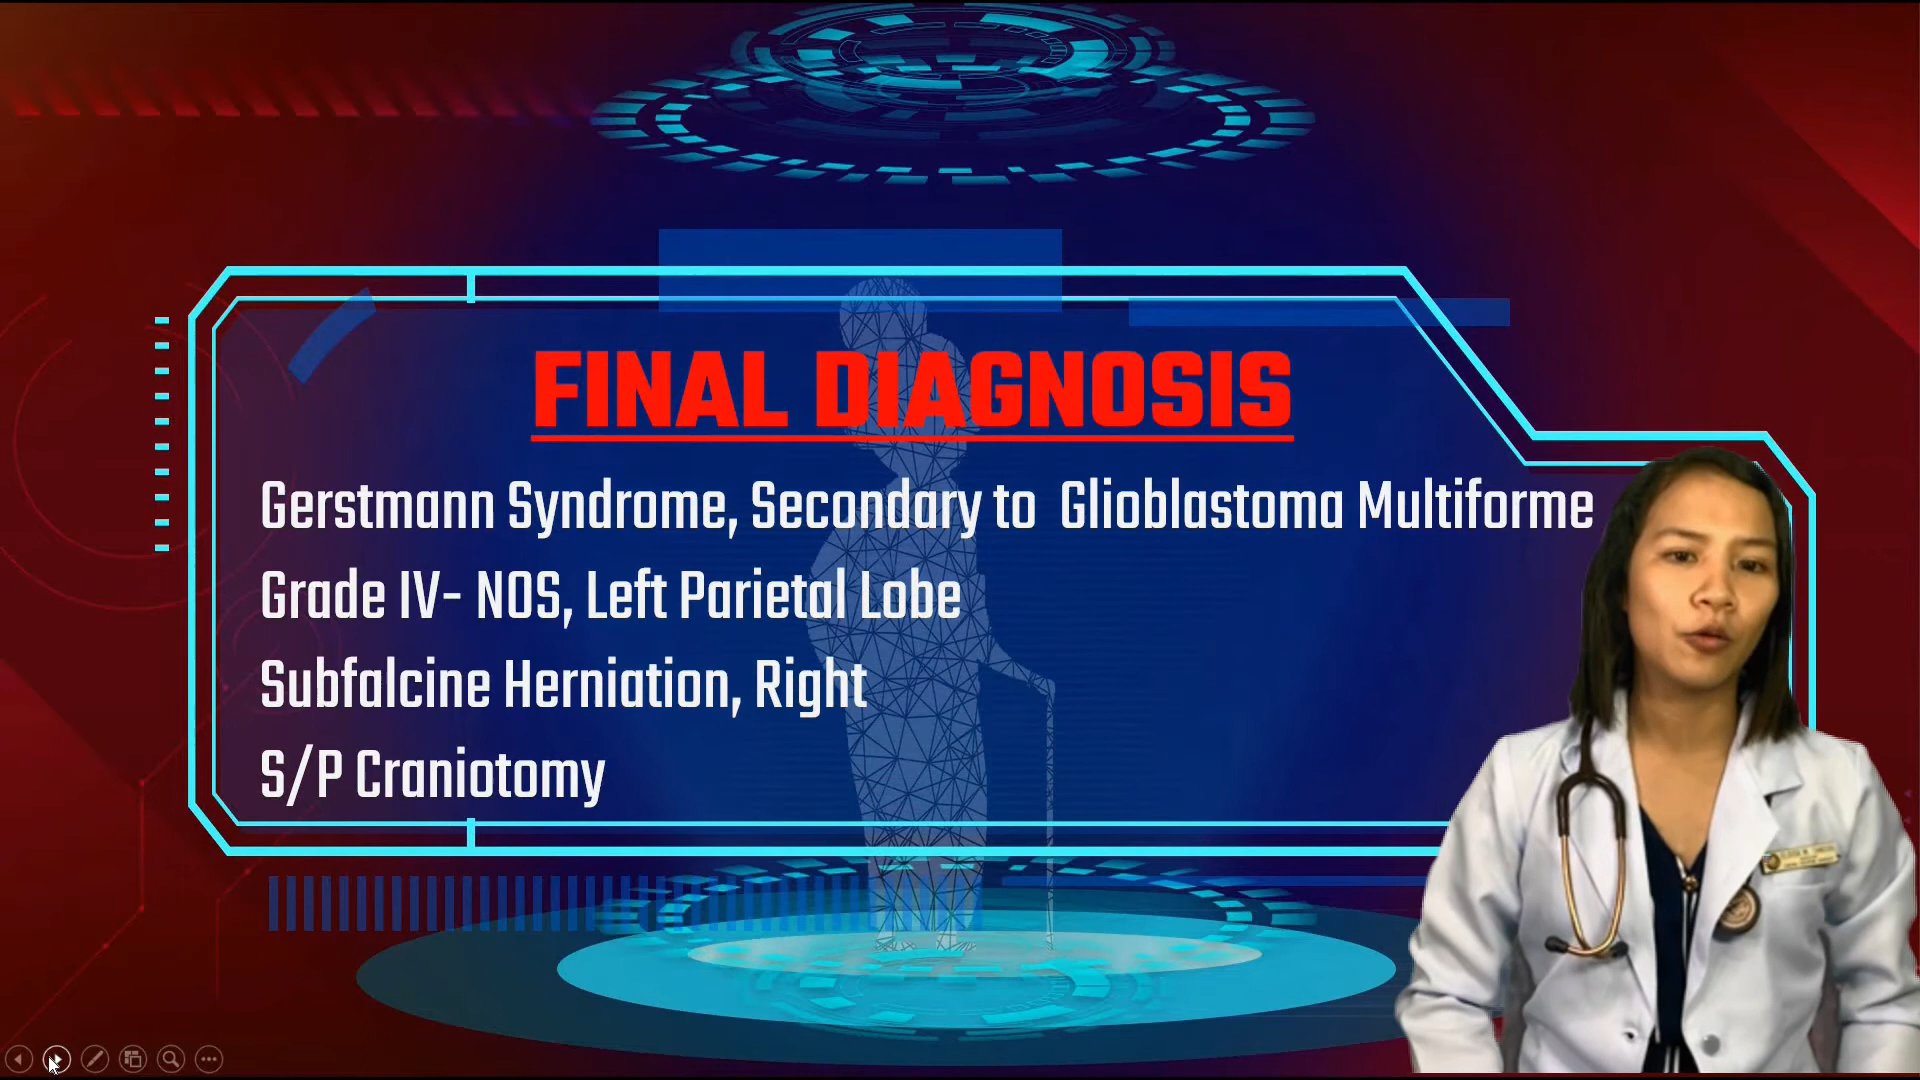 FINAL DIAGNOSIS
Gerstmann Syndrome, Secondary to Glioblastoma Multiforme
Grade IV- NOS, Left Parietal Lobe
Subfalcine Herniation, Right
S/P Craniotomy